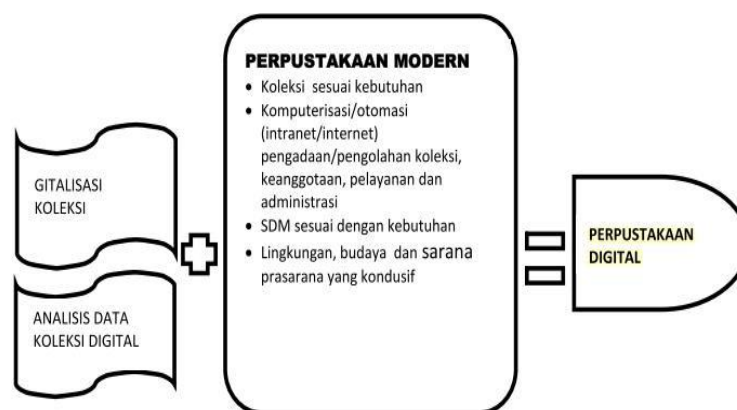 GITALISASI
KOLEKSI
ANALISIS DATA
KOLEKSI DIGITAL
PERPUSTAKAAN MODERN
• Koleksi sesuai kebutuhan
• Komputerisasi/otomasi
(intranet/internet)
pengadaan/pengolahan koleksi,
keanggotaan, pelayanan dan
administrasi
• SDM sesuai dengan kebutuhan
• Lingkungan, budaya dan sarana
prasarana yang kondusif
PERPUSTAKAAN
DIGITAL